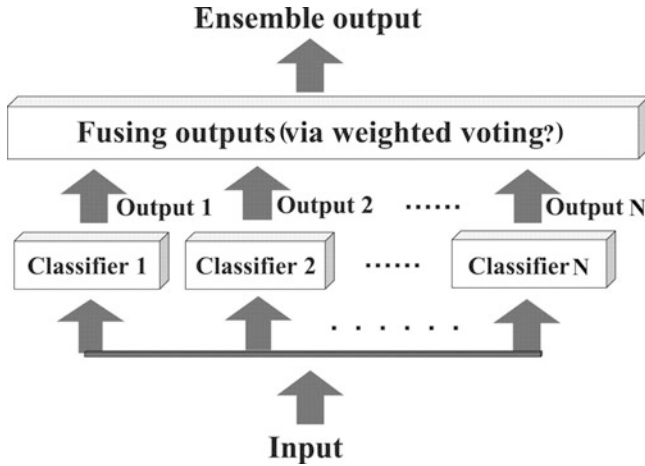 Ensemble output
Fusing outputs(via weighted voting?)
Output 1 Output 2 ...... Output N
Classifier 1 Classifier 2 ...... Classifier N
. . . . . .
Input